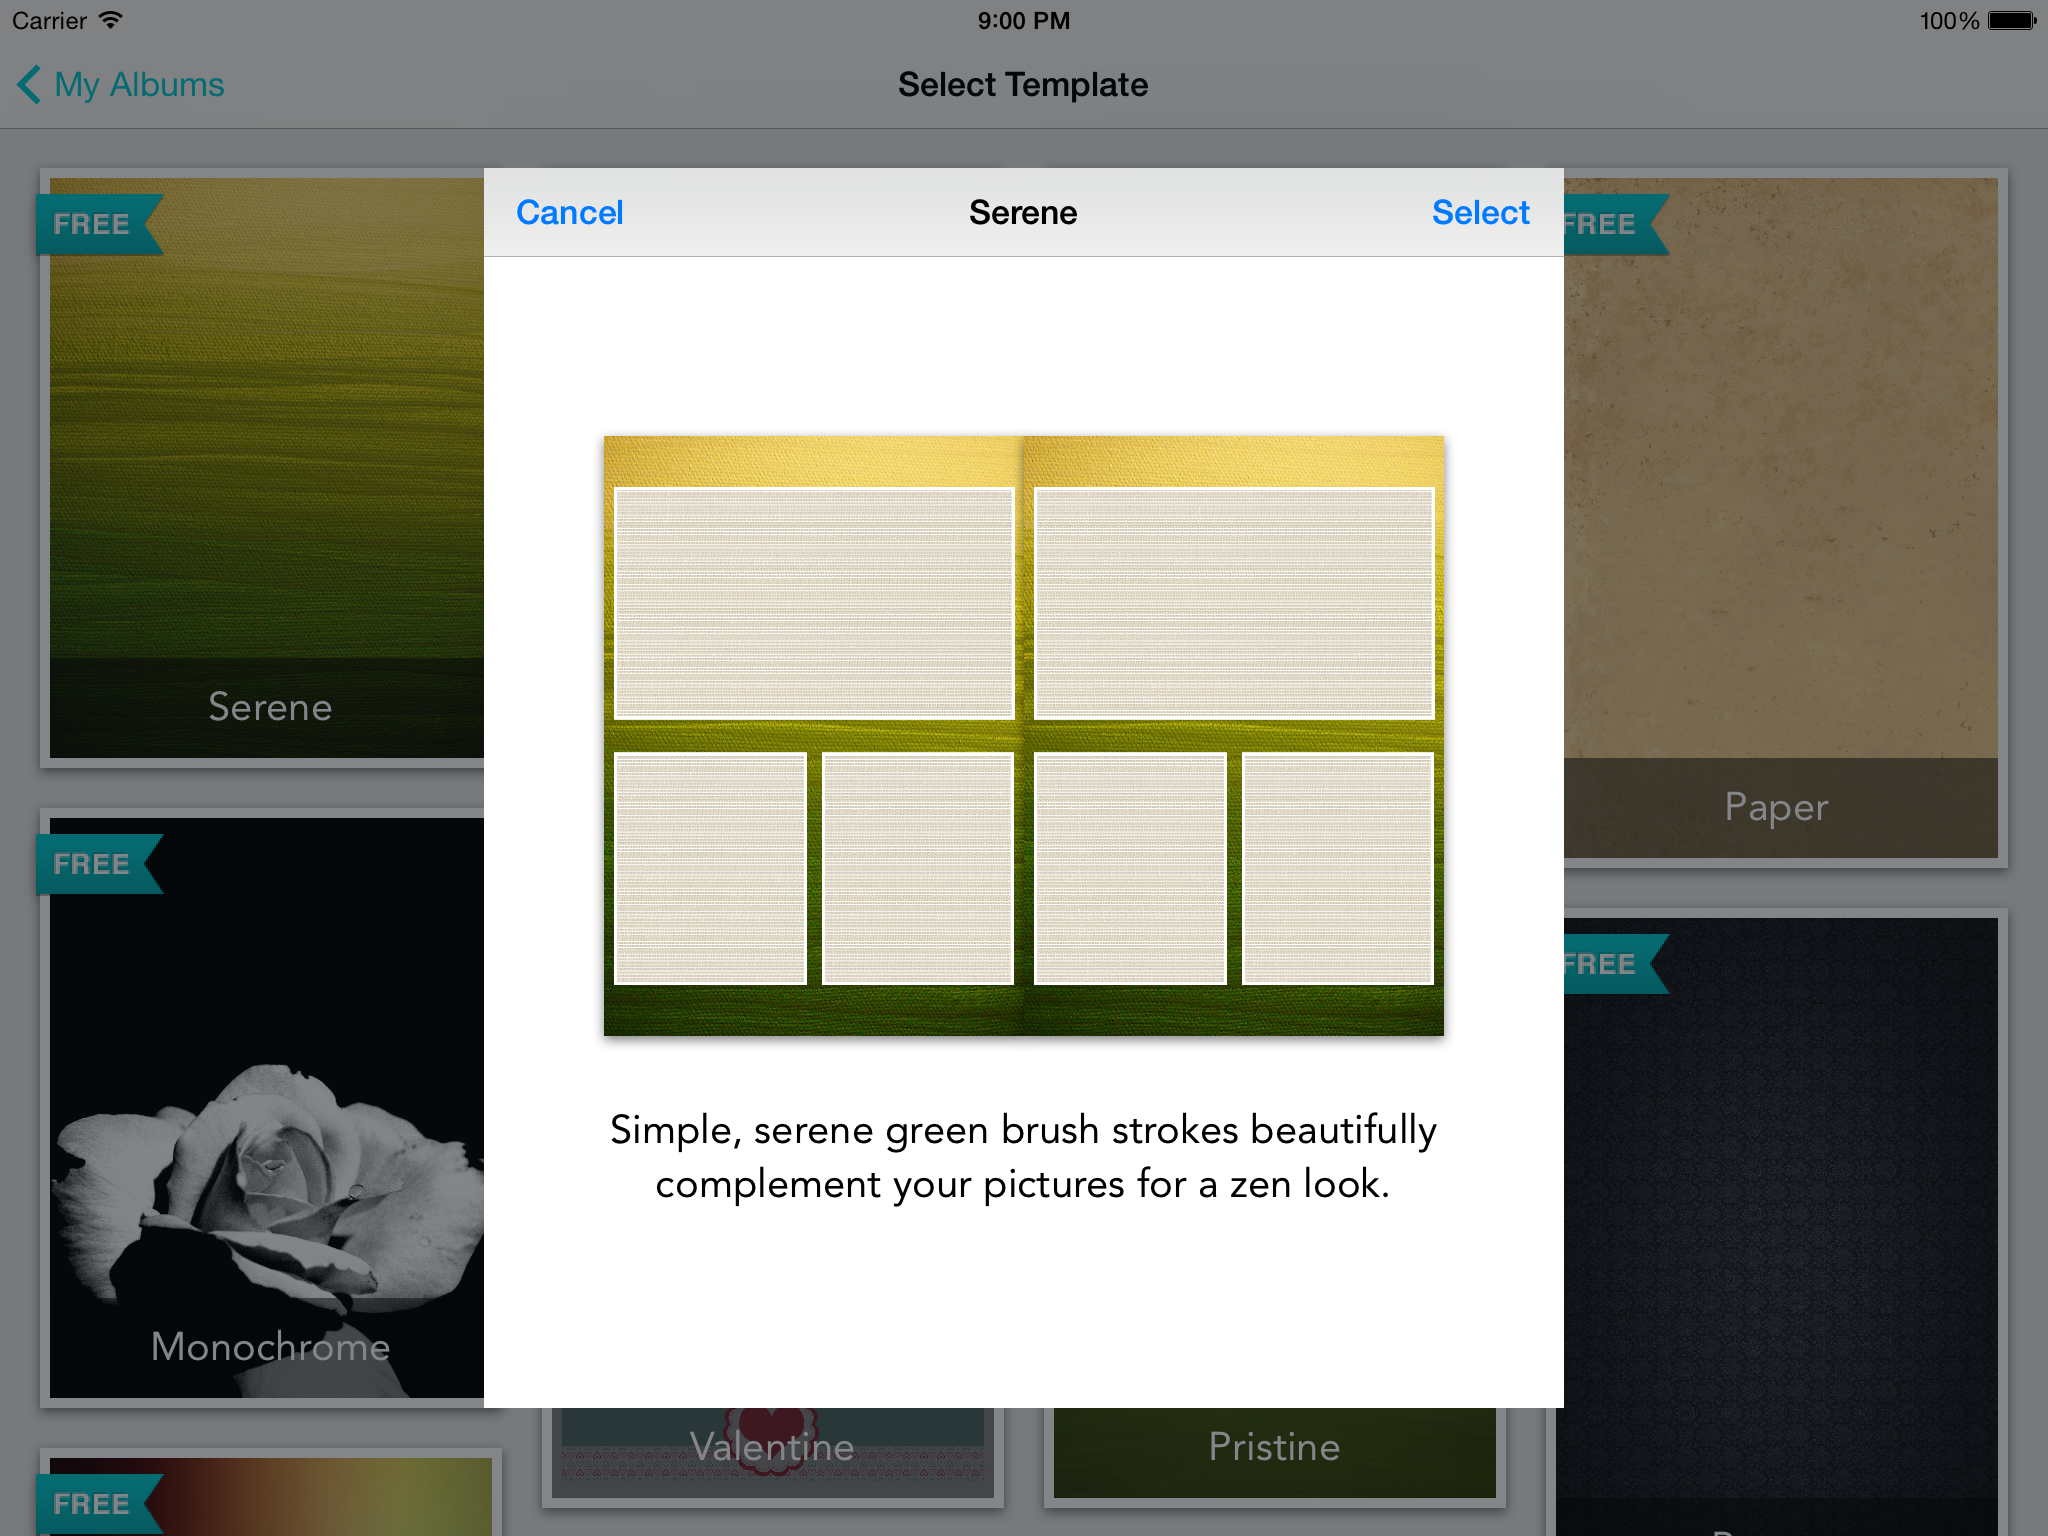 Carrier
9:00 PM
100%
My Albums
Select Template
FREE
Serene
Cancel
Serene
Select
FREE
Paper
FREE
Monochrome
Simple, serene green brush strokes beautifully
complement your pictures for a zen look.
FREE
Valentine
Pristine
FREE